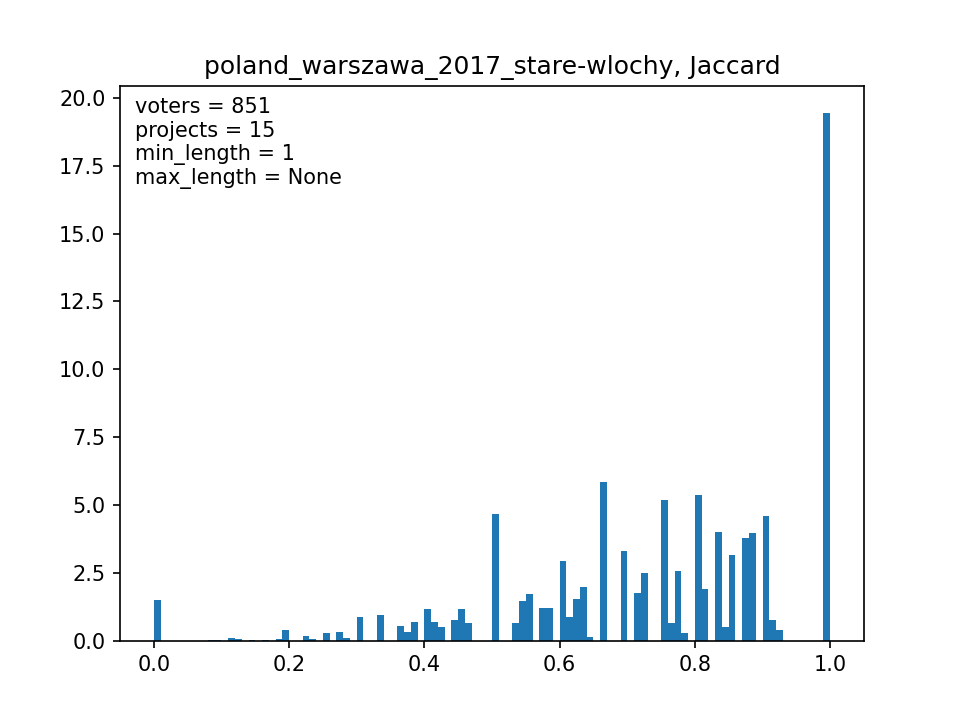 poland_warszawa_2017_stare-wlochy, Jaccard
voters = 851
projects = 15
min_length = 1
max_length = None
20.0
17.5
15.0
12.5
10.0
7.5
5.0
2.5
0.0
0.0 0.2 0.4 0.6 0.8 1.0